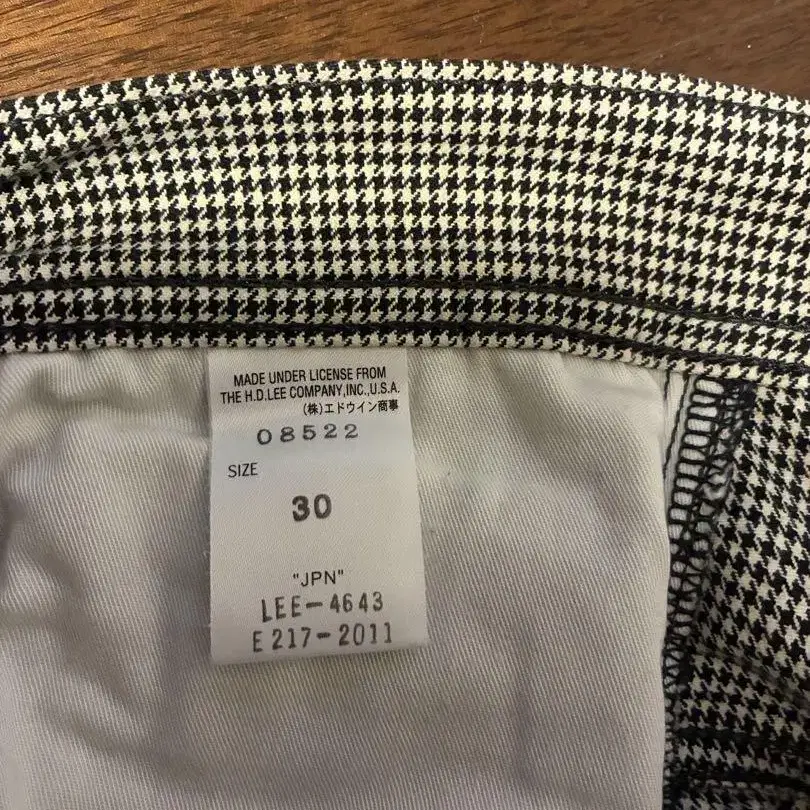 MADE UNDER LICENSE FROM
THE H.D.LEE COMPANY,INC.,U.S.A.
(株)エドウイン商事
08522
SIZE
30
"JPN"
LEE-4643
E217-2011